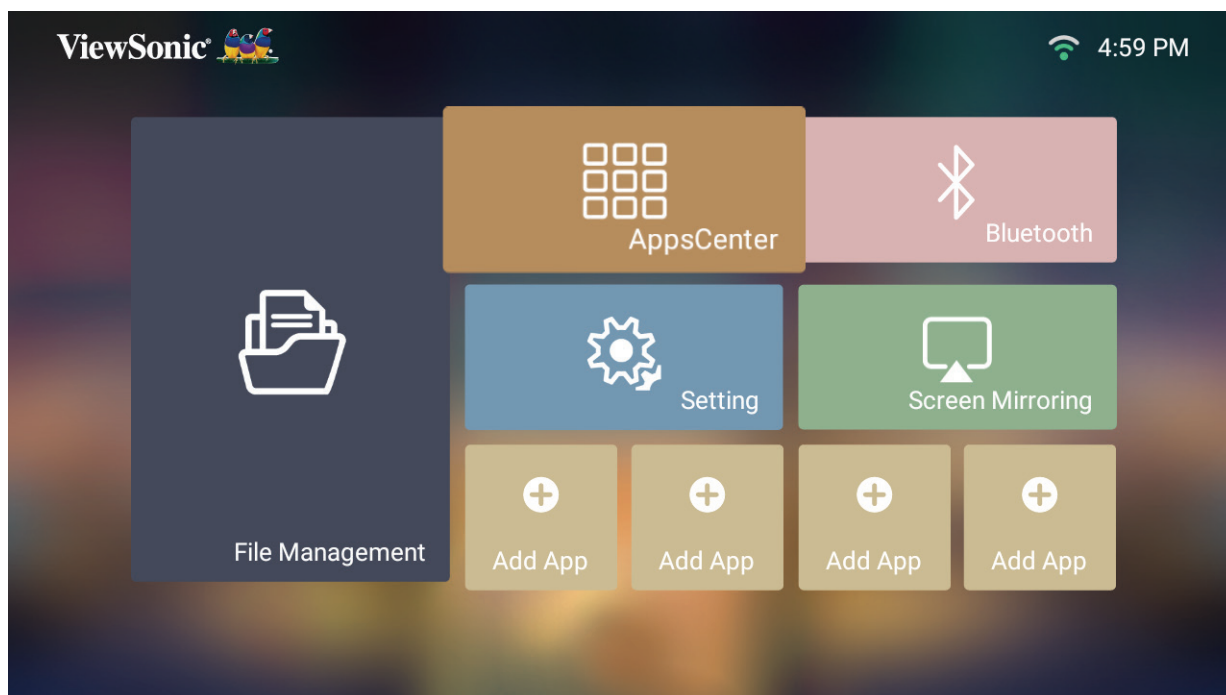 ViewSonic®
4:59 PM
AppsCenter
Bluetooth
Setting
Screen Mirroring
File Management
Add App
Add App
Add App
Add App